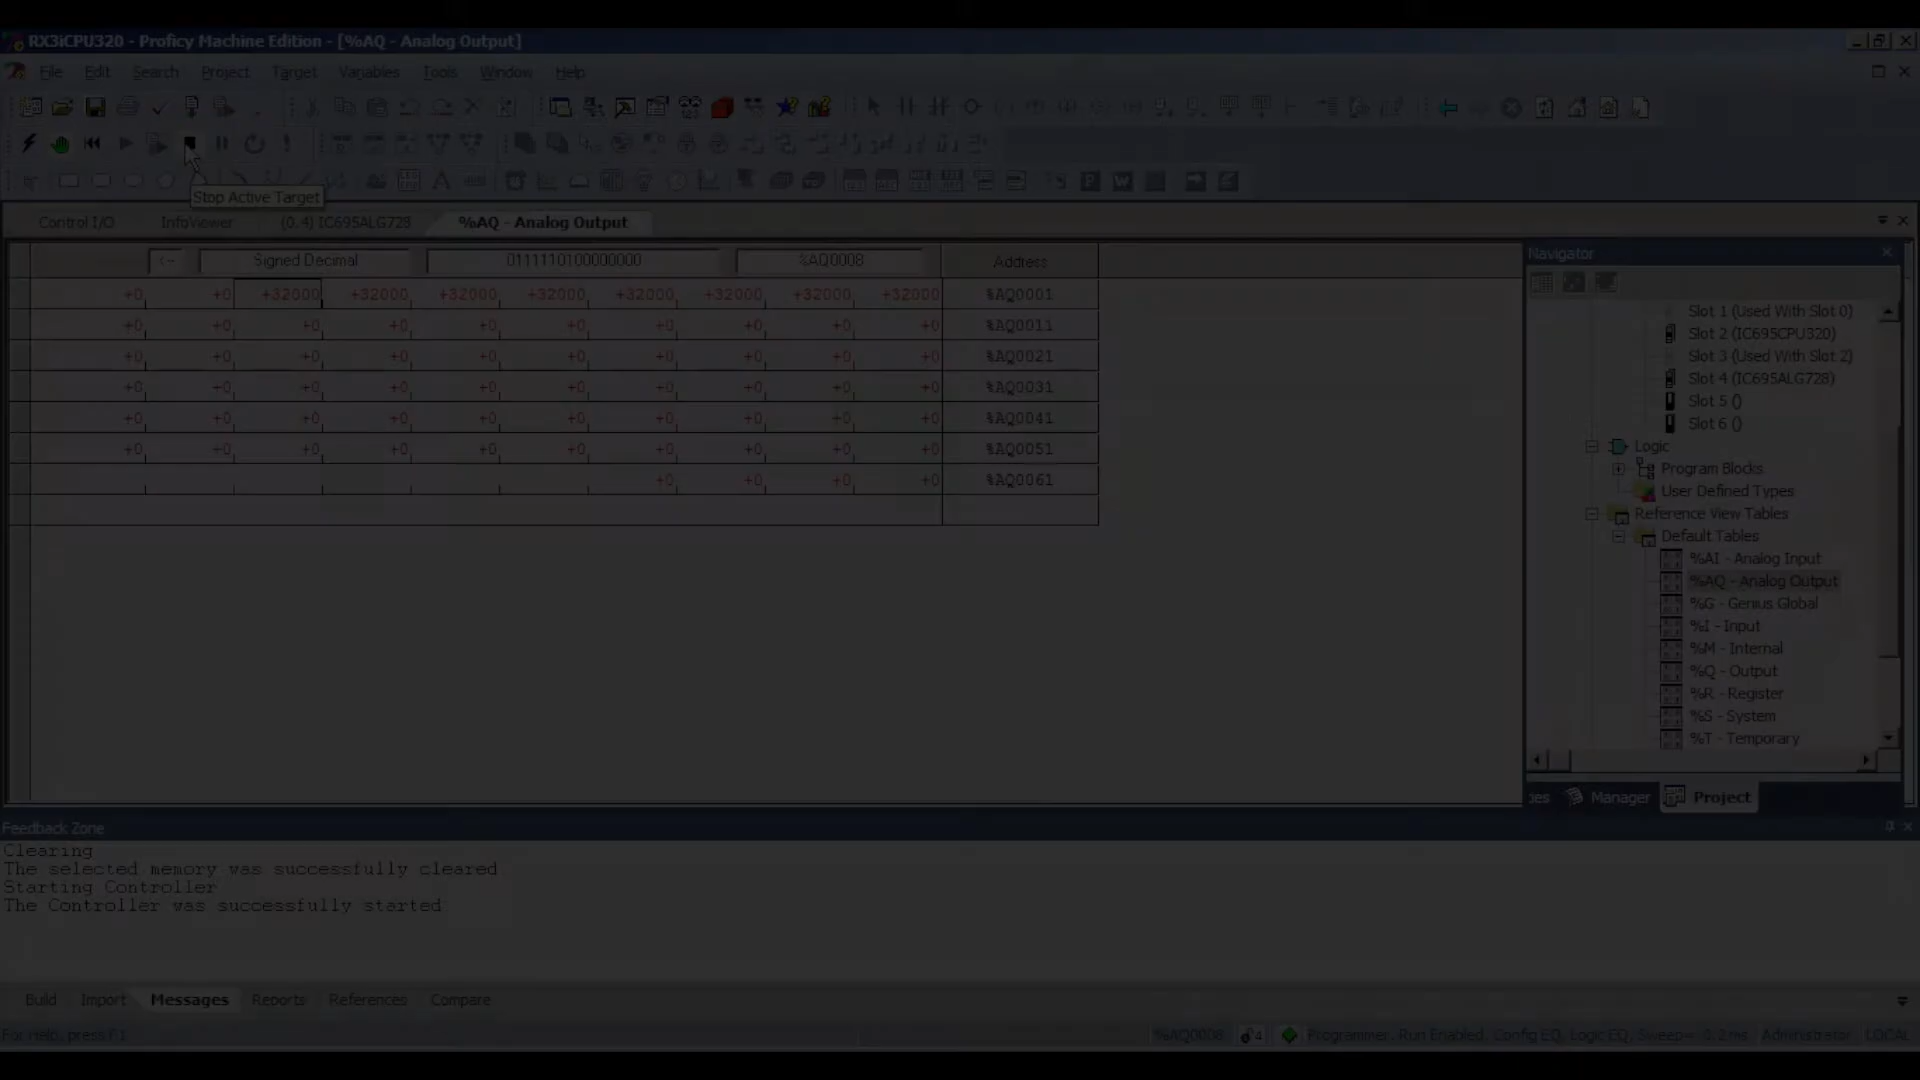 RX3iCPU320 - Proficy Machine Edition - [%AQ - Analog Output]
File Edit Search Project Target Variables Tools Window Help
Stop Active Target
Control I/O InfoViewer (0.4) IC695ALG728 %AQ - Analog Output
<-- Signed Decimal 0111110100000000 %AQ0008 Address
+0 +0 +32000 +32000 +32000 +32000 +32000 +32000 +32000 +32000 %AQ0001
+0 +0 +0 +0 +0 +0 +0 +0 +0 +0 %AQ0011
+0 +0 +0 +0 +0 +0 +0 +0 +0 +0 %AQ0021
+0 +0 +0 +0 +0 +0 +0 +0 +0 +0 %AQ0031
+0 +0 +0 +0 +0 +0 +0 +0 +0 +0 %AQ0041
+0 +0 +0 +0 +0 +0 +0 +0 +0 +0 %AQ0051
+0 +0 +0 +0 %AQ0061
Navigator
Slot 1 (Used With Slot 0)
Slot 2 (IC695CPU320)
Slot 3 (Used With Slot 2)
Slot 4 (IC695ALG728)
Slot 5 ()
Slot 6 ()
Logic
Program Blocks
User Defined Types
Reference View Tables
Default Tables
%AI - Analog Input
%AQ - Analog Output
%G - Genius Global
%I - Input
%M - Internal
%Q - Output
%R - Register
%S - System
%T - Temporary
Manager Project
Feedback Zone
Clearing
The selected memory was successfully cleared
Starting Controller
The Controller was successfully started
Build Import Messages Reports References Compare
For Help, press F1 %AQ0008 4 Programmer, Run Enabled, Config EQ, Logic EQ, Sweep= 0.2 ms Administrator LOCAL